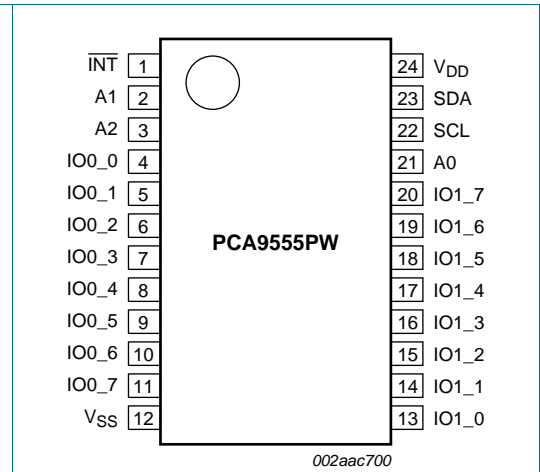 INT 1 24 VDD
A1 2 23 SDA
A2 3 22 SCL
IO0_0 4 21 A0
IO0_1 5 20 IO1_7
IO0_2 6 19 IO1_6
IO0_3 7 PCA9555PW 18 IO1_5
IO0_4 8 17 IO1_4
IO0_5 9 16 IO1_3
IO0_6 10 15 IO1_2
IO0_7 11 14 IO1_1
VSS 12 13 IO1_0
002aac700